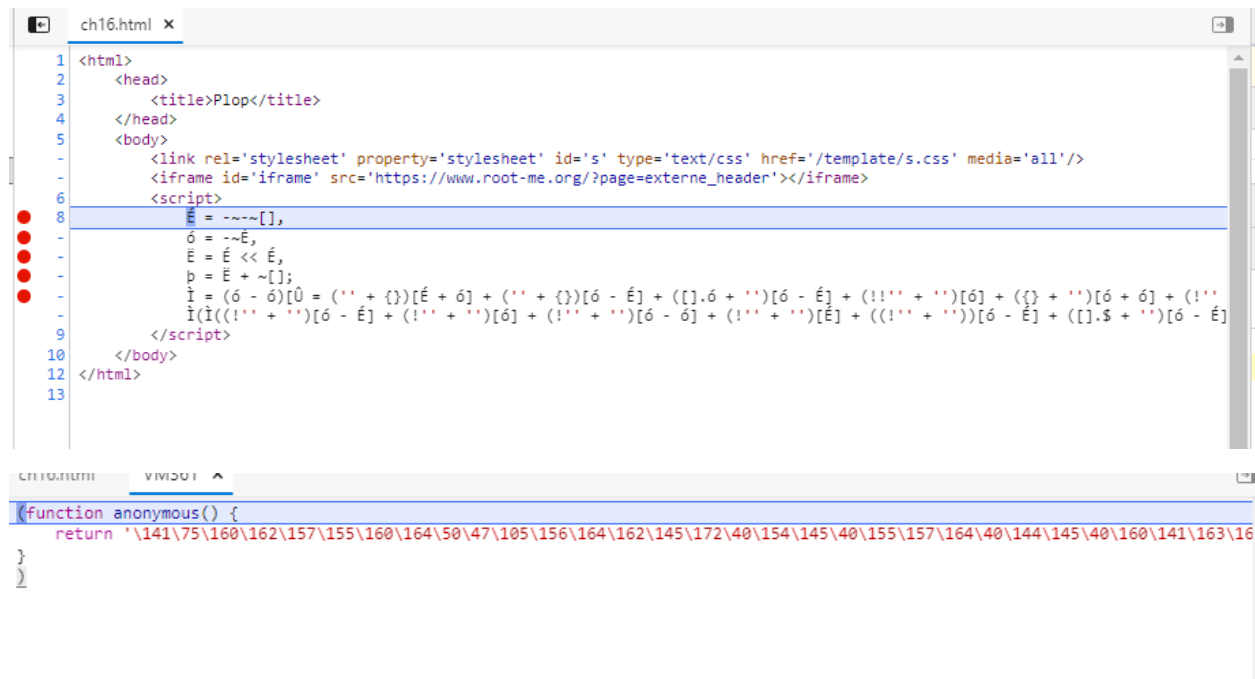 ch16.html ×
1 <html>
2 <head>
3 <title>Plop</title>
4 </head>
5 <body>
- <link rel='stylesheet' property='stylesheet' id='s' type='text/css' href='/template/s.css' media='all'/>
- <iframe id='iframe' src='https://www.root-me.org/?page=externe_header'></iframe>
6 <script>
8 É = -~-~[],
- ó = -~É,
- Ë = É << É,
- þ = Ë + ~[];
- Ì = (ó - ó)[Û = ('' + {})[É + ó] + ('' + {})[ó - É] + ([].ó + '')[ó - É] + (!!'' + '')[ó] + ({} + '')[ó + ó] + (!''
- Ì(Ì((!'' + '')[ó - É] + (!'' + '')[ó] + (!'' + '')[ó - ó] + (!'' + '')[É] + ((!'' + ''))[ó - É] + ([].$ + '')[ó - É]
9 </script>
10 </body>
12 </html>
13
ch16.html VM361 ×
(function anonymous() {
return '\141\75\160\162\157\155\160\164\50\47\105\156\164\162\145\172\40\154\145\40\155\157\164\40\144\145\40\160\141\163\16
}
)